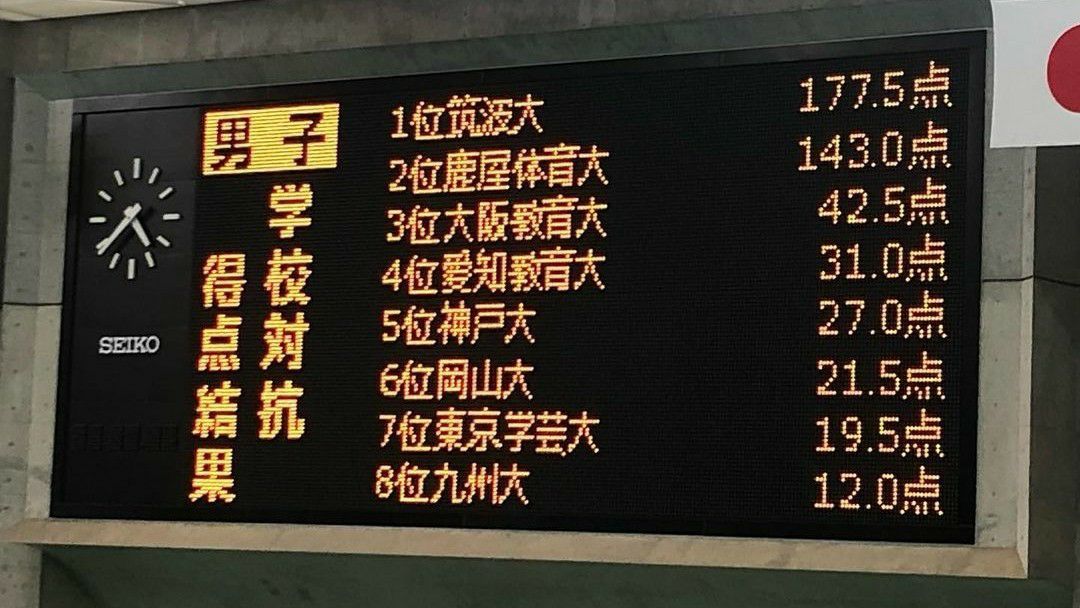 男子
学校対抗
得点結果
1位筑波大 177.5点
2位鹿屋体育大 143.0点
3位大阪教育大 42.5点
4位愛知教育大 31.0点
5位神戸大 27.0点
6位岡山大 21.5点
7位東京学芸大 19.5点
8位九州大 12.0点
SEIKO